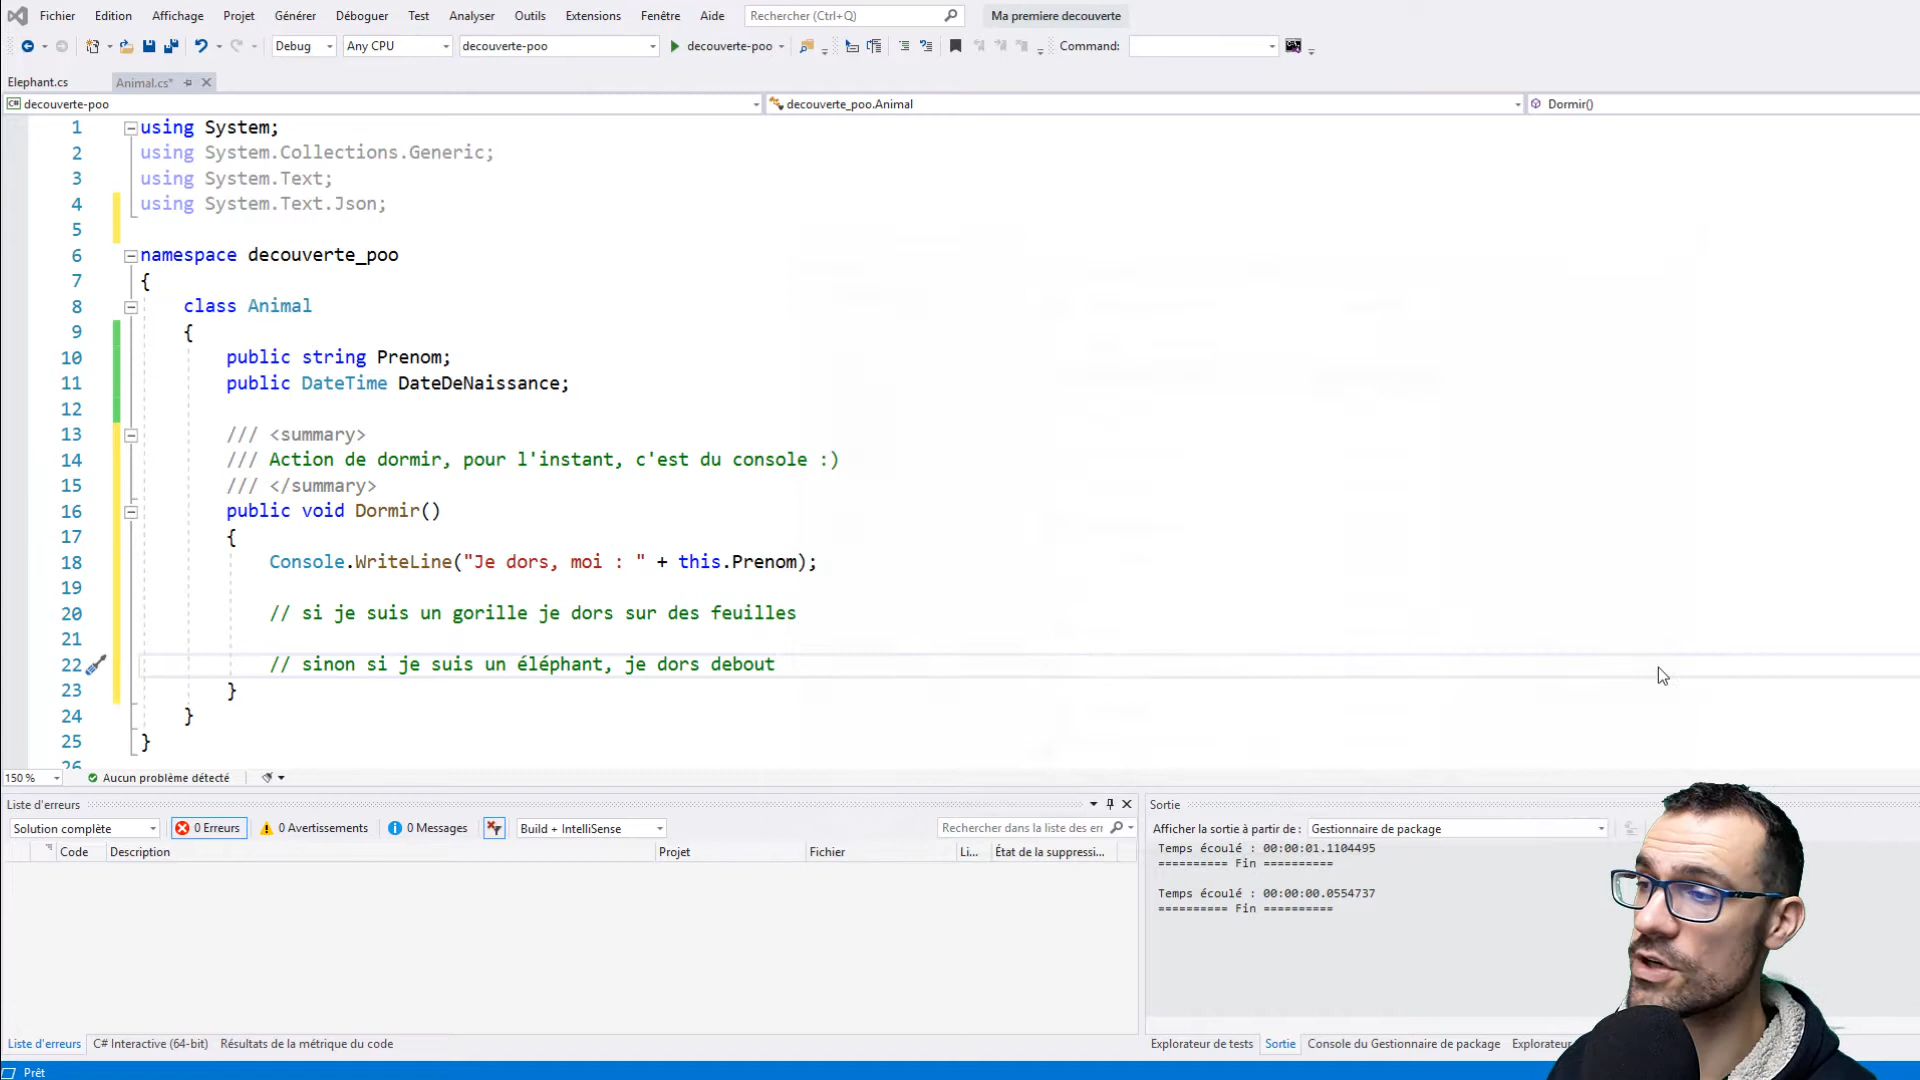 Fichier Edition Affichage Projet Générer Déboguer Test Analyser Outils Extensions Fenêtre Aide Rechercher (Ctrl+Q) Ma premiere decouverte
Debug Any CPU decouverte-poo decouverte-poo Command:
Elephant.cs Animal.cs*
C# decouverte-poo decouverte_poo.Animal Dormir()
1 using System;
2 using System.Collections.Generic;
3 using System.Text;
4 using System.Text.Json;
5
6 namespace decouverte_poo
7 {
8 class Animal
9 {
10 public string Prenom;
11 public DateTime DateDeNaissance;
12
13 /// <summary>
14 /// Action de dormir, pour l'instant, c'est du console :)
15 /// </summary>
16 public void Dormir()
17 {
18 Console.WriteLine("Je dors, moi : " + this.Prenom);
19
20 // si je suis un gorille je dors sur des feuilles
21
22 // sinon si je suis un éléphant, je dors debout
23 }
24 }
25 }
26
150 % Aucun problème détecté
Liste d'erreurs
Solution complète 0 Erreurs 0 Avertissements 0 Messages Build + IntelliSense Rechercher dans la liste des err
Code Description Projet Fichier Li... État de la suppressi...
Sortie
Afficher la sortie à partir de : Gestionnaire de package
Temps écoulé : 00:00:01.1104495
========== Fin ==========
Temps écoulé : 00:00:00.0554737
========== Fin ==========
Liste d'erreurs C# Interactive (64-bit) Résultats de la métrique du code
Explorateur de tests Sortie Console du Gestionnaire de package Explorateur
Prêt